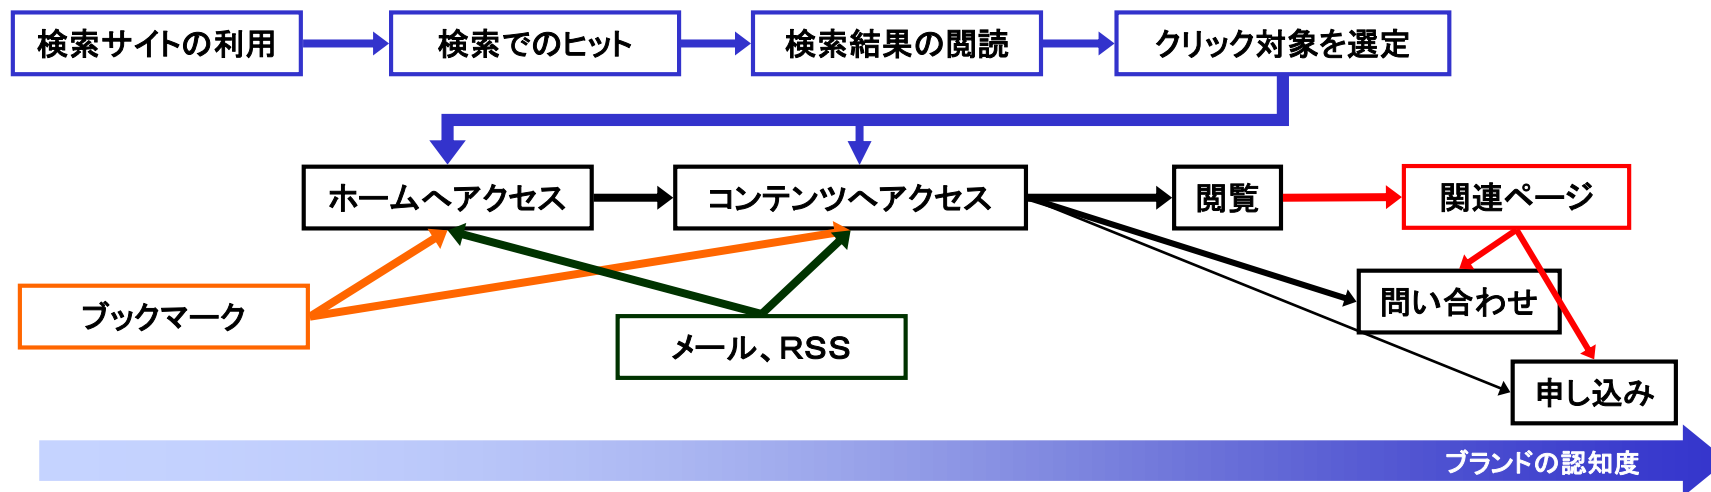 検索サイトの利用
検索でのヒット
検索結果の閲読
クリック対象を選定
ホームへアクセス
コンテンツへアクセス
閲覧
関連ページ
ブックマーク
メール、RSS
問い合わせ
申し込み
ブランドの認知度